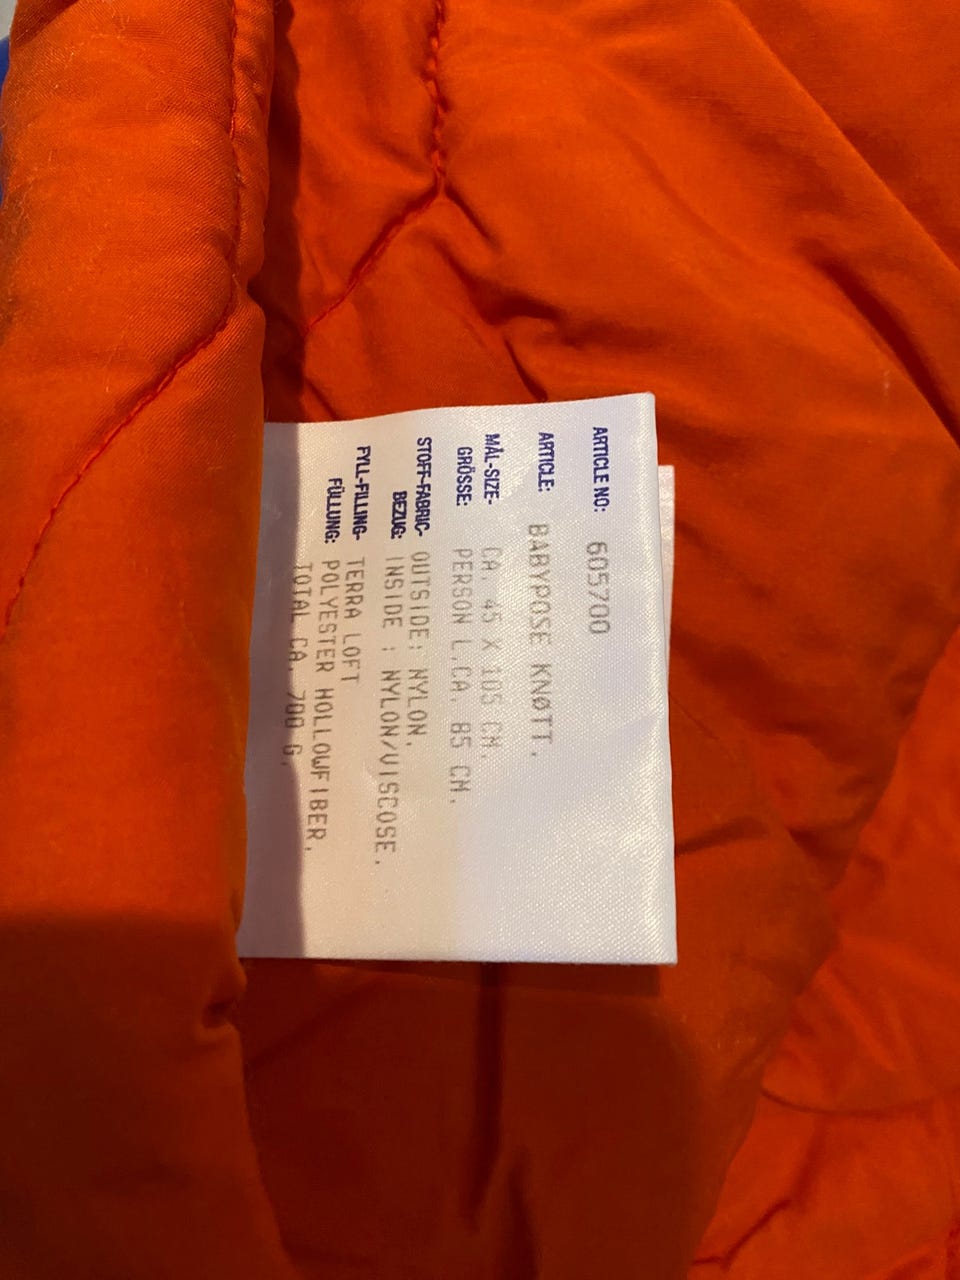 ARTICLE NO: 605700
ARTICLE: BABYPOSE KNØTT.
MÅL-SIZE- CA. 45 X 105 CM.
GRÖSSE: PERSON L.CA. 85 CM.
STOFF-FABRIC- OUTSIDE: NYLON.
BEZUG: INSIDE : NYLON/VISCOSE.
FYLL-FILLING- TERRA LOFT
FÜLLUNG: POLYESTER HOLLOWFIBER.
TOTAL CA. 700 G.